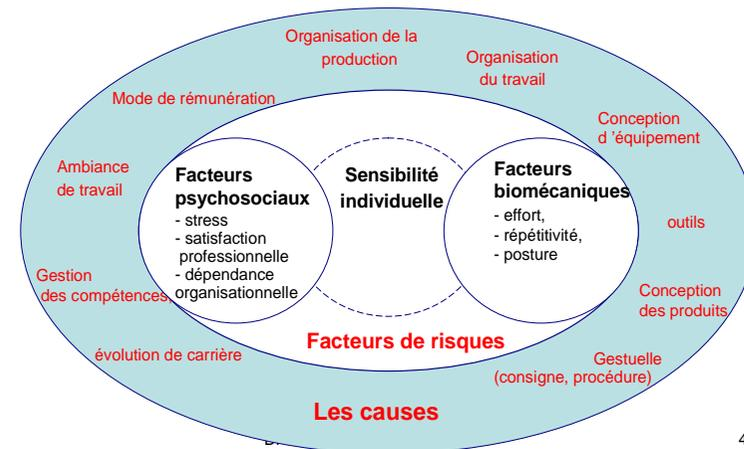 Organisation de la
production
Organisation
du travail
Mode de rémunération
Conception
d 'équipement
Ambiance
de travail
Facteurs
psychosociaux
- stress
- satisfaction
professionnelle
- dépendance
organisationnelle
Sensibilité
individuelle
Facteurs
biomécaniques
- effort,
- répétitivité,
- posture
outils
Gestion
des compétences,
Conception
des produits
évolution de carrière
Facteurs de risques
Gestuelle
(consigne, procédure)
Les causes
4